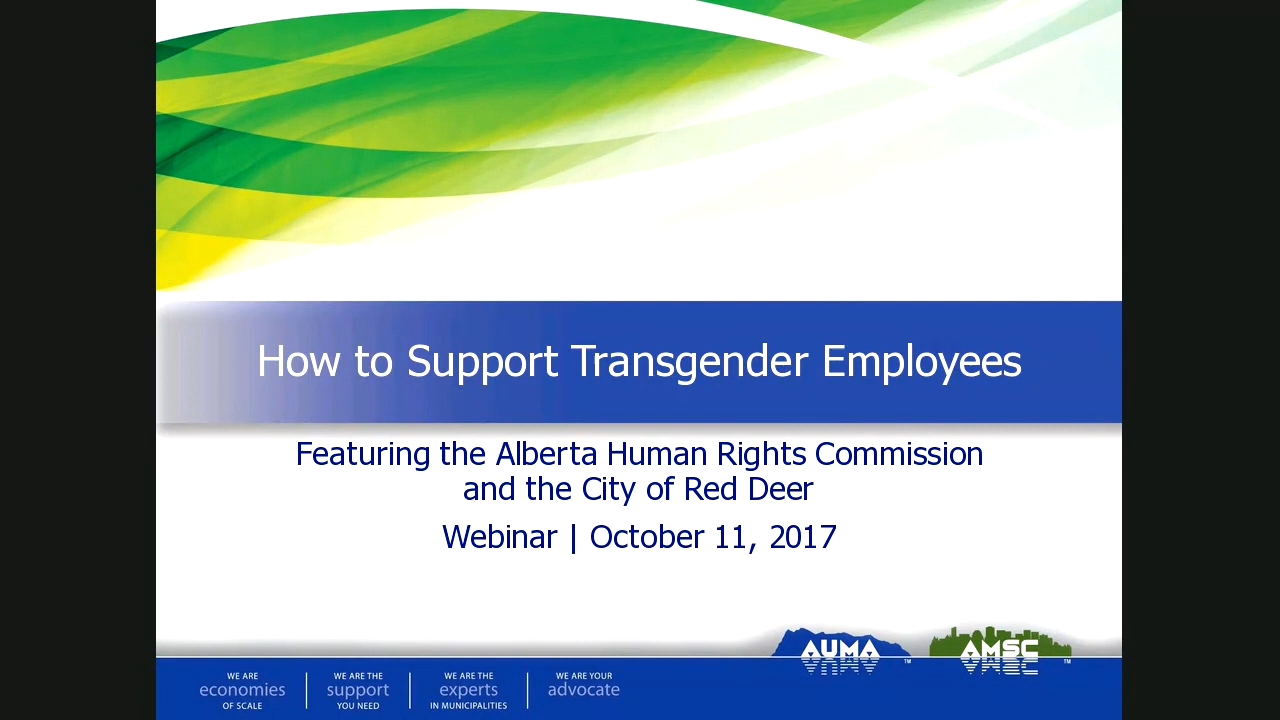 How to Support Transgender Employees
Featuring the Alberta Human Rights Commission
and the City of Red Deer
Webinar | October 11, 2017
AUMA ™
AMSC ™
WE ARE
economies
OF SCALE
WE ARE THE
support
YOU NEED
WE ARE THE
experts
IN MUNICIPALITIES
WE ARE YOUR
advocate